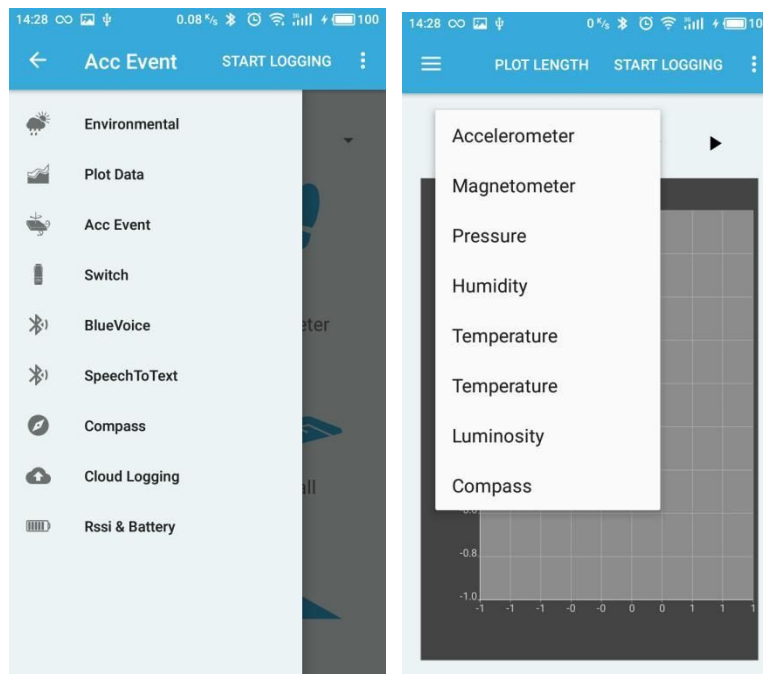 14:28
0.08 K/s
100
Acc Event START LOGGING
Environmental
Plot Data
Acc Event
Switch
BlueVoice
SpeechToText
Compass
Cloud Logging
Rssi & Battery
eter
all
14:28
0 K/s
10
PLOT LENGTH START LOGGING
Accelerometer
Magnetometer
Pressure
Humidity
Temperature
Temperature
Luminosity
Compass
-0.8
-1.0
-1 -1 -1 -0 -0 0 0 1 1 1